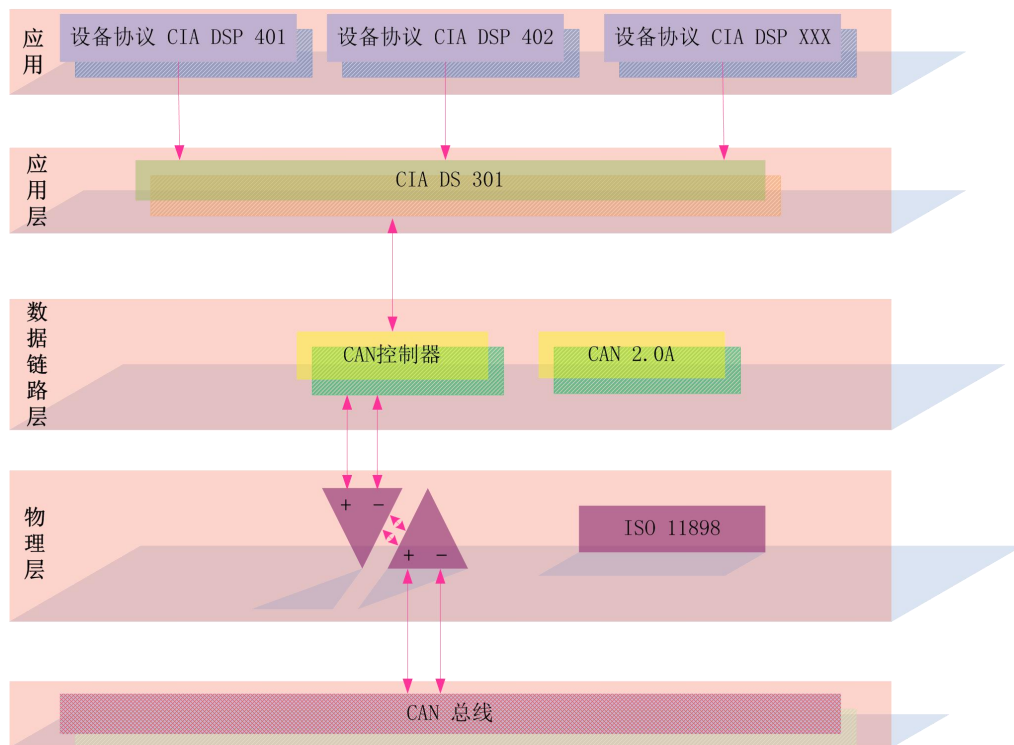 应用
设备协议 CIA DSP 401
设备协议 CIA DSP 402
设备协议 CIA DSP XXX
应用层
CIA DS 301
数据链路层
CAN控制器
CAN 2.0A
物理层
+ −
+ −
ISO 11898
CAN 总线